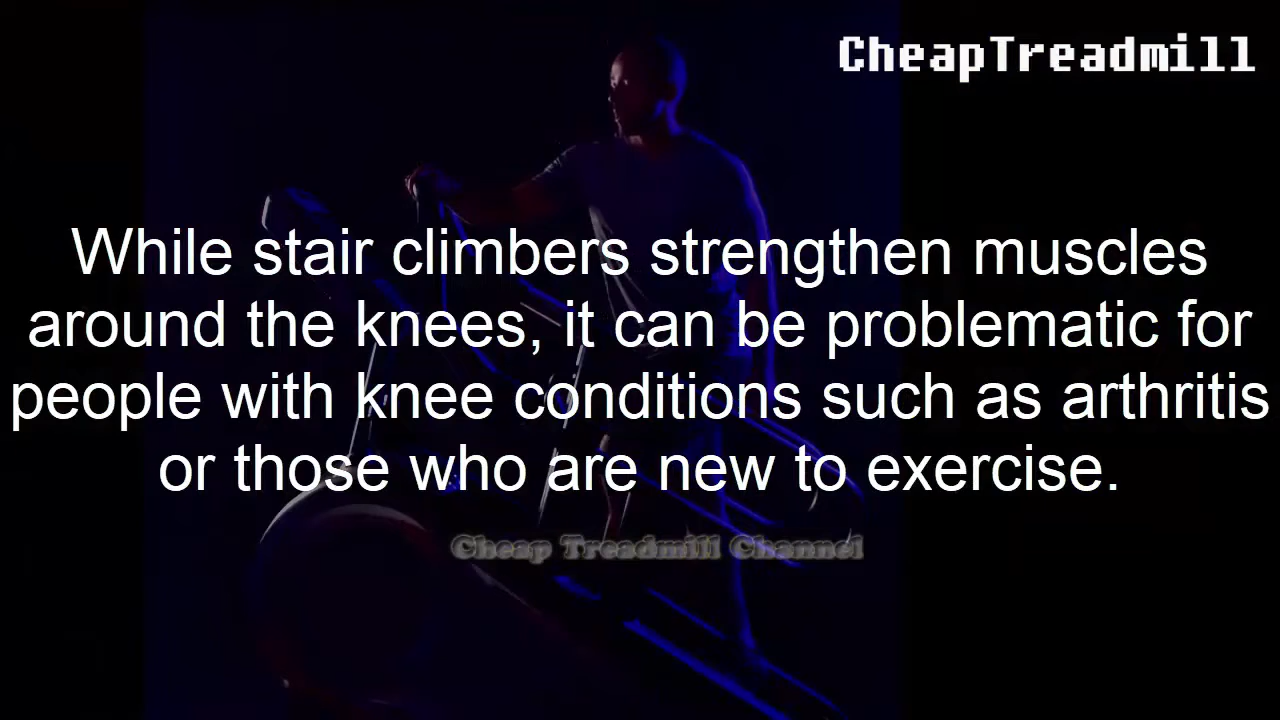 CheapTreadmill
While stair climbers strengthen muscles
around the knees, it can be problematic for
people with knee conditions such as arthritis
or those who are new to exercise.
Cheap Treadmill Channel